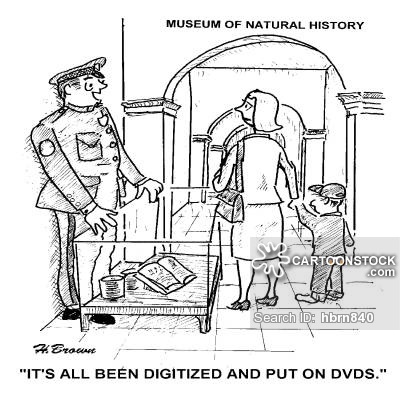 MUSEUM OF NATURAL HISTORY
CARTOONSTOCK
.com
Search ID: hbrn840
H. Brown
"IT'S ALL BEEN DIGITIZED AND PUT ON DVDS."